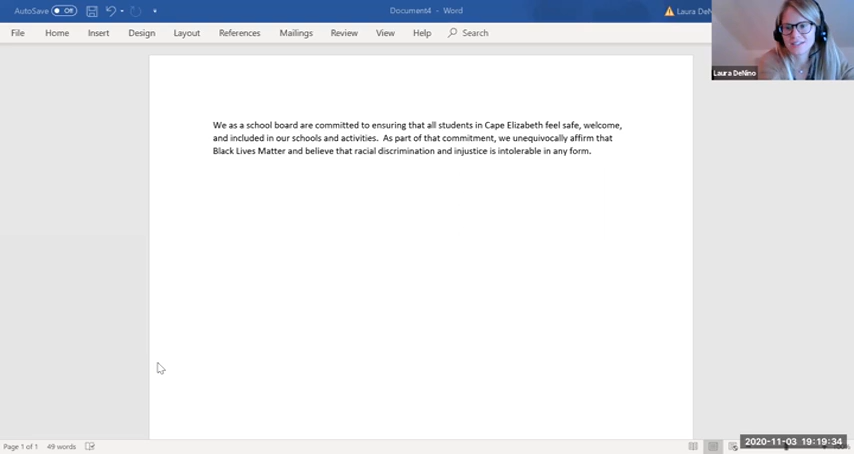 AutoSave Off Document4 - Word Laura DeN
File Home Insert Design Layout References Mailings Review View Help Search
Laura DeNino
We as a school board are committed to ensuring that all students in Cape Elizabeth feel safe, welcome,
and included in our schools and activities. As part of that commitment, we unequivocally affirm that
Black Lives Matter and believe that racial discrimination and injustice is intolerable in any form.
Page 1 of 1 49 words
2020-11-03 19:19:34